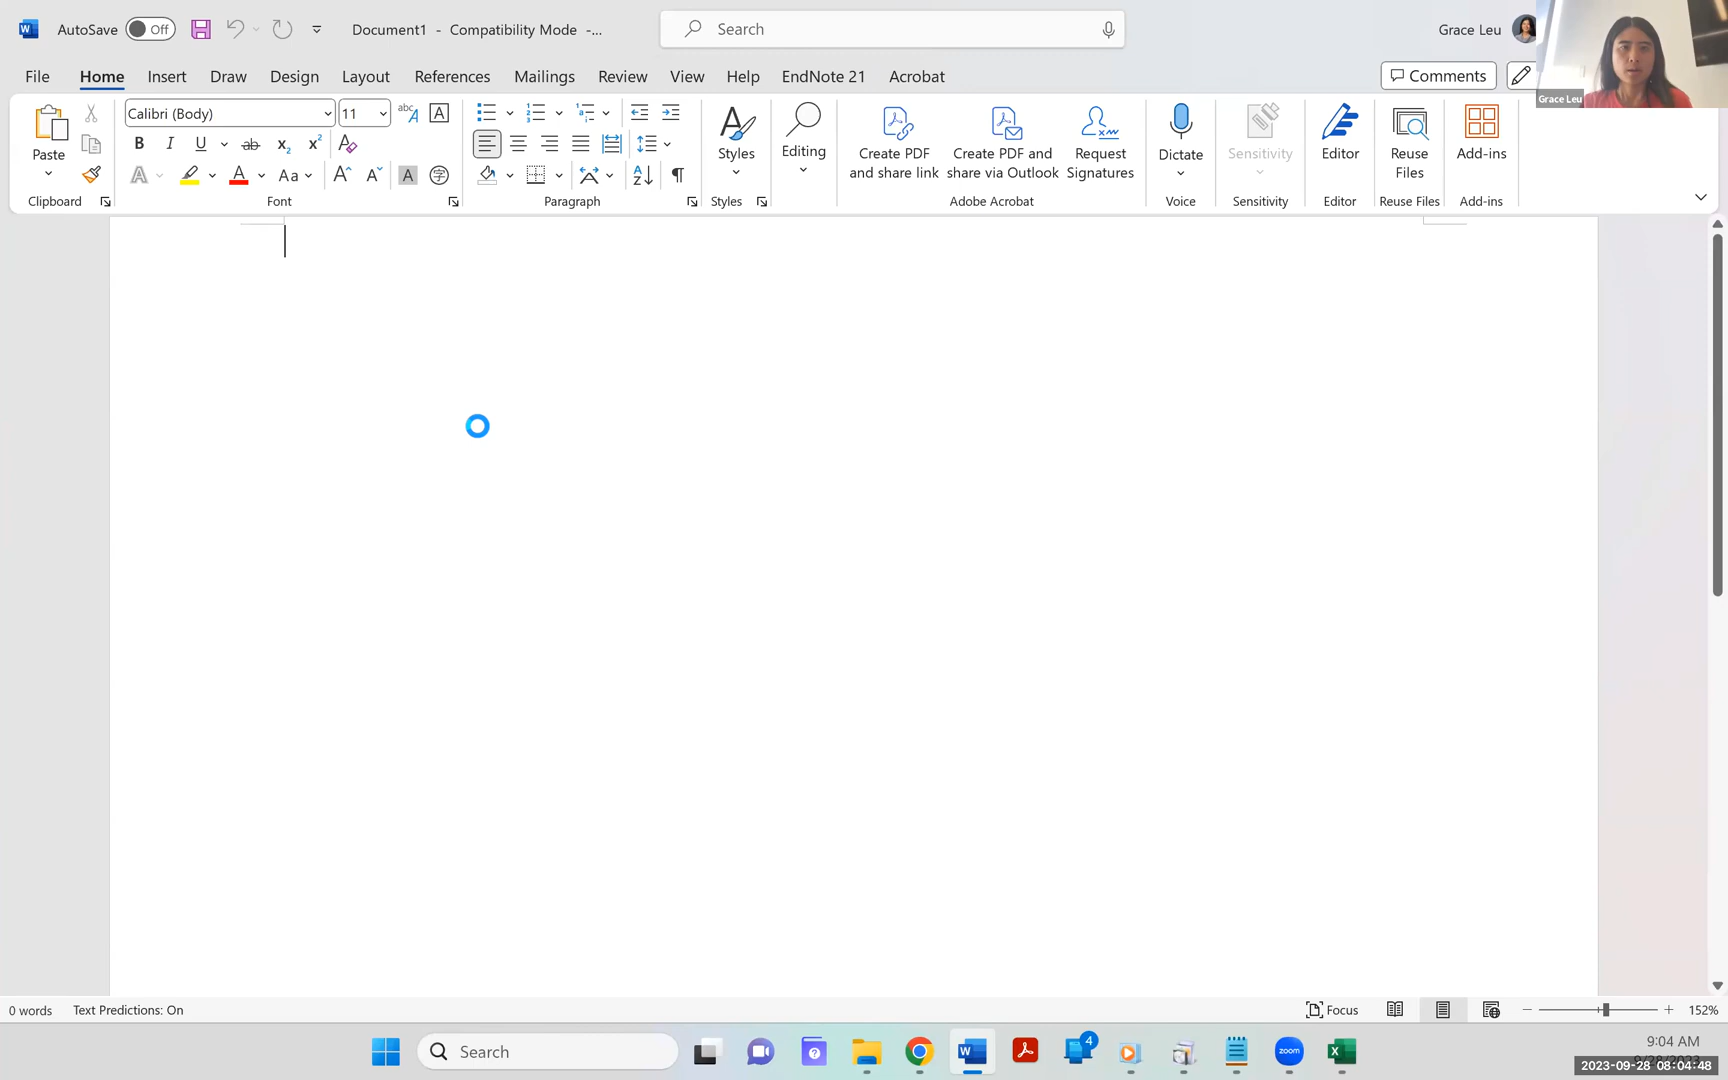 AutoSave Off Document1 - Compatibility Mode -... Search Grace Leu
File Home Insert Draw Design Layout References Mailings Review View Help EndNote 21 Acrobat Comments
Grace Leu
Calibri (Body) 11
Paste
Clipboard
Font
Paragraph
Styles
Styles
Editing
Create PDF
and share link
Create PDF and
share via Outlook
Request
Signatures
Adobe Acrobat
Dictate
Voice
Sensitivity
Sensitivity
Editor
Editor
Reuse
Files
Reuse Files
Add-ins
Add-ins
0 words Text Predictions: On Focus 152%
Search 4 zoom 9:04 AM
2023-09-28 08:04:48